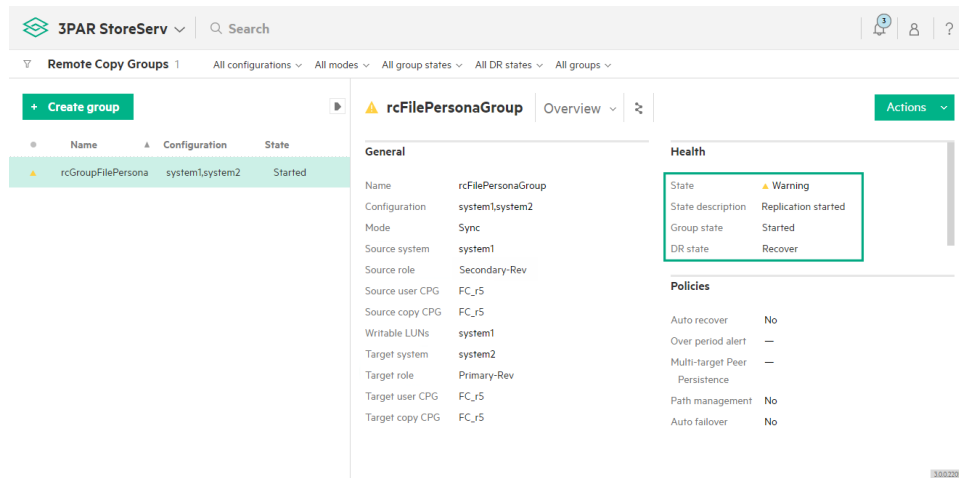 3PAR StoreServ Search 3 ?
Remote Copy Groups 1 All configurations All modes All group states All DR states All groups
+ Create group
rcFilePersonaGroup Overview Actions
Name Configuration State
rcGroupFilePersona system1,system2 Started
General
Name rcFilePersonaGroup
Configuration system1,system2
Mode Sync
Source system system1
Source role Secondary-Rev
Source user CPG FC_r5
Source copy CPG FC_r5
Writable LUNs system1
Target system system2
Target role Primary-Rev
Target user CPG FC_r5
Target copy CPG FC_r5
Health
State Warning
State description Replication started
Group state Started
DR state Recover
Policies
Auto recover No
Over period alert —
Multi-target Peer —
Persistence
Path management No
Auto failover No